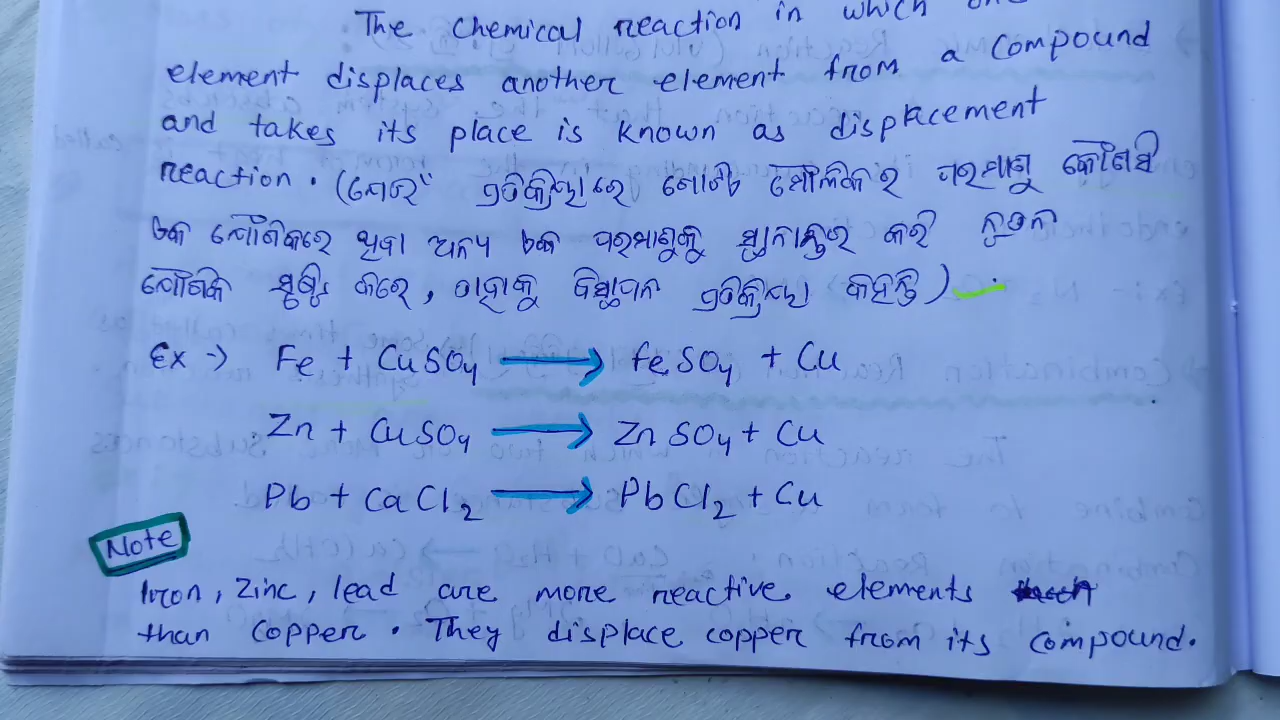 The chemical reaction in which one
element displaces another element from a compound
and takes its place is known as displacement
reaction. (ଯେଉଁ ପ୍ରତିକ୍ରିୟାରେ ଗୋଟିଏ ମୌଳିକର ପରମାଣୁ କୌଣସି
ଏକ ଯୌଗିକରେ ଥିବା ଅନ୍ୟ ଏକ ପରମାଣୁକୁ ସ୍ଥାନାନ୍ତର କରି ନୂତନ
ଯୌଗିକ ସୃଷ୍ଟି କରେ, ତାହାକୁ ବିସ୍ଥାପନ ପ୍ରତିକ୍ରିୟା କହନ୍ତି)
Ex → Fe + CuSO4 → feSO4 + Cu
Zn + CuSO4 → ZnSO4 + Cu
Pb + CaCl2 → PbCl2 + Cu
Note
Iron, Zinc, lead are more reactive elements
than copper. They displace copper from its compound.